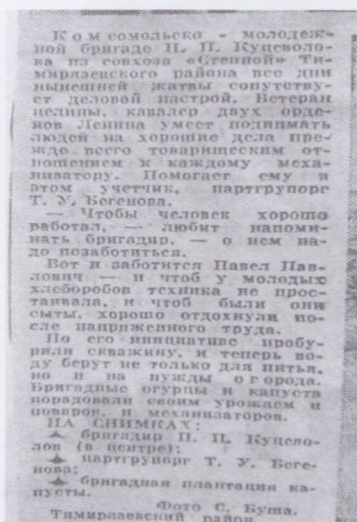 Комсомольско - молодеж-
ной бригаде П. П. Куцеволо-
ва из совхоза «Степной» Ти-
мирязевского района все дни
нынешней жатвы сопутству-
ет деловой настрой. Ветеран
целины, кавалер двух орде-
нов Ленина умеет поднимать
людей на хорошие дела пре-
жде всего товарищеским от-
ношением к каждому меха-
низатору. Помогает ему в
этом учетчик, партгрупорг
Т. У. Бегенова.
— Чтобы человек хорошо
работал, — любит напоми-
нать бригадир, — о нем на-
до позаботиться.
Вот и заботится Павел Пав-
лович — и чтоб у молодых
хлеборобов техника не прос-
таивала, и чтоб были они
сыты, хорошо отдохнули по-
сле напряженного труда.
По его инициативе пробу-
рили скважину, и теперь во-
ду берут не только для питья,
но и на нужды огорода.
Бригадные огурцы и капуста
порадовали своим урожаем и
поваров, и механизаторов.
НА СНИМКАХ:
бригадир П. П. Куцево-
лов (в центре);
партгрупорг Т. У. Беге-
нова;
бригадная плантация ка-
пусты.
Фото С. Буша.
Тимирязевский район.